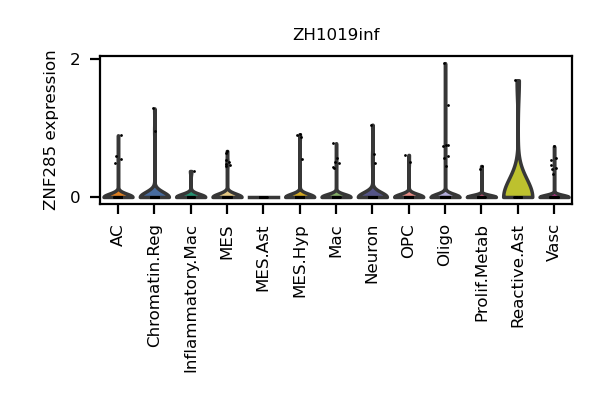 ZH1019inf
ZNF285 expression
2
0
AC
Chromatin.Reg
Inflammatory.Mac
MES
MES.Ast
MES.Hyp
Mac
Neuron
OPC
Oligo
Prolif.Metab
Reactive.Ast
Vasc